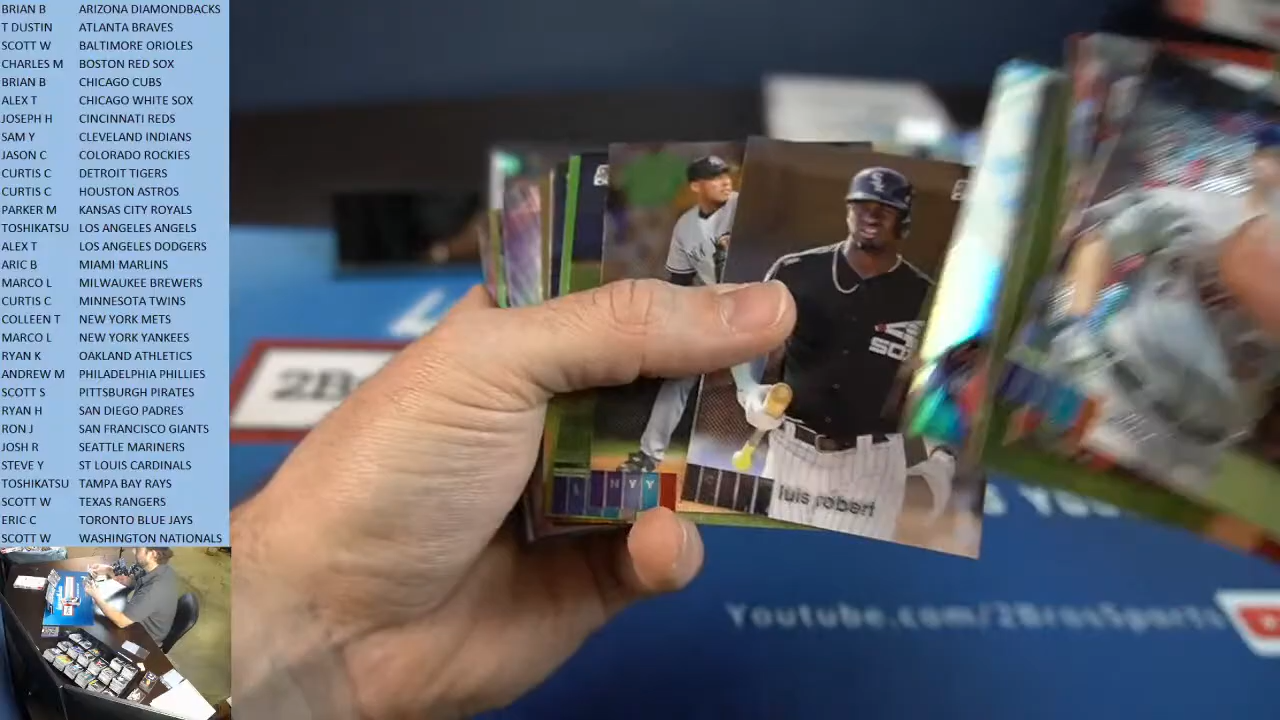 BRIAN B ARIZONA DIAMONDBACKS
T DUSTIN ATLANTA BRAVES
SCOTT W BALTIMORE ORIOLES
CHARLES M BOSTON RED SOX
BRIAN B CHICAGO CUBS
ALEX T CHICAGO WHITE SOX
JOSEPH H CINCINNATI REDS
SAM Y CLEVELAND INDIANS
JASON C COLORADO ROCKIES
CURTIS C DETROIT TIGERS
CURTIS C HOUSTON ASTROS
PARKER M KANSAS CITY ROYALS
TOSHIKATSU LOS ANGELES ANGELS
ALEX T LOS ANGELES DODGERS
ARIC B MIAMI MARLINS
MARCO L MILWAUKEE BREWERS
CURTIS C MINNESOTA TWINS
COLLEEN T NEW YORK METS
MARCO L NEW YORK YANKEES
RYAN K OAKLAND ATHLETICS
ANDREW M PHILADELPHIA PHILLIES
SCOTT S PITTSBURGH PIRATES
RYAN H SAN DIEGO PADRES
RON J SAN FRANCISCO GIANTS
JOSH R SEATTLE MARINERS
STEVE Y ST LOUIS CARDINALS
TOSHIKATSU TAMPA BAY RAYS
SCOTT W TEXAS RANGERS
ERIC C TORONTO BLUE JAYS
SCOTT W WASHINGTON NATIONALS
SOX
NYY
luis robert
Youtube.com/2BrosSports